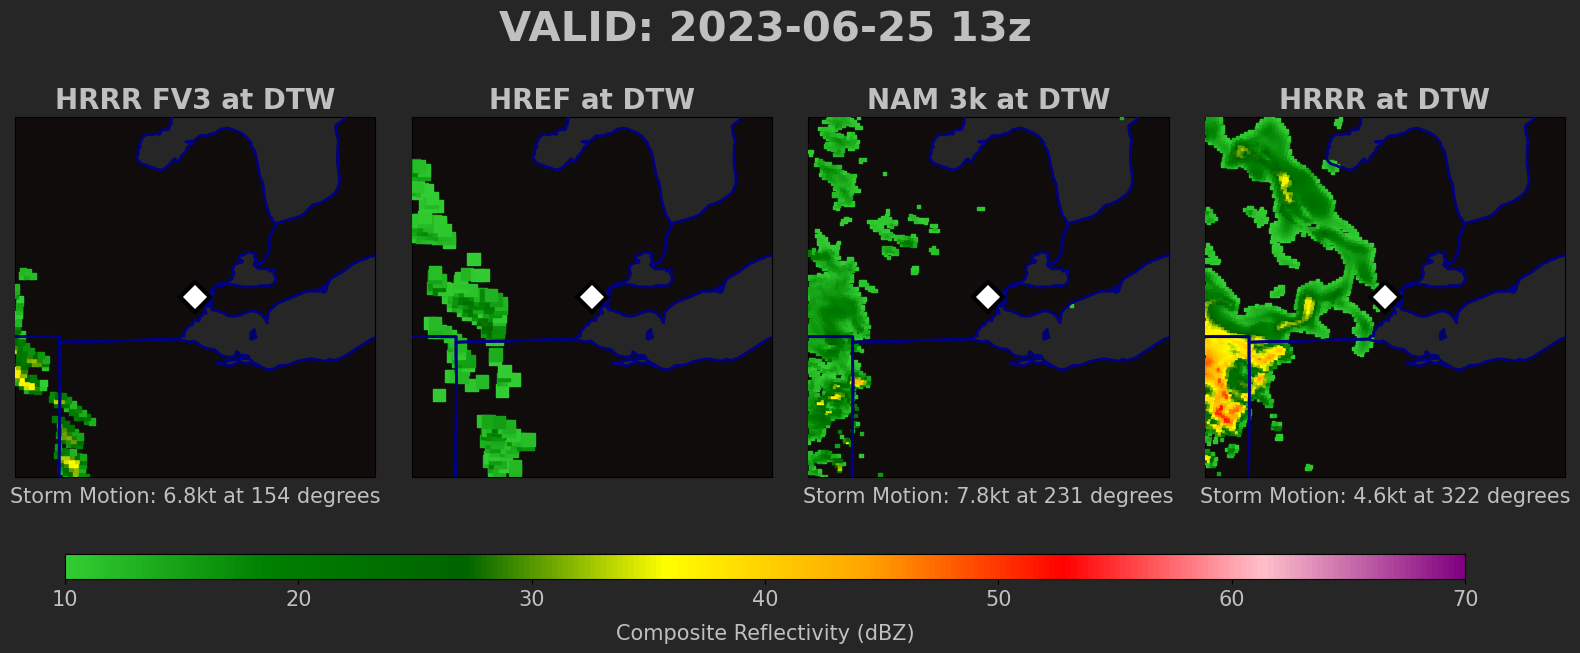 VALID: 2023-06-25 13z
HRRR FV3 at DTW
HREF at DTW
NAM 3k at DTW
HRRR at DTW
Storm Motion: 6.8kt at 154 degrees
Storm Motion: 7.8kt at 231 degrees
Storm Motion: 4.6kt at 322 degrees
10 20 30 40 50 60 70
Composite Reflectivity (dBZ)